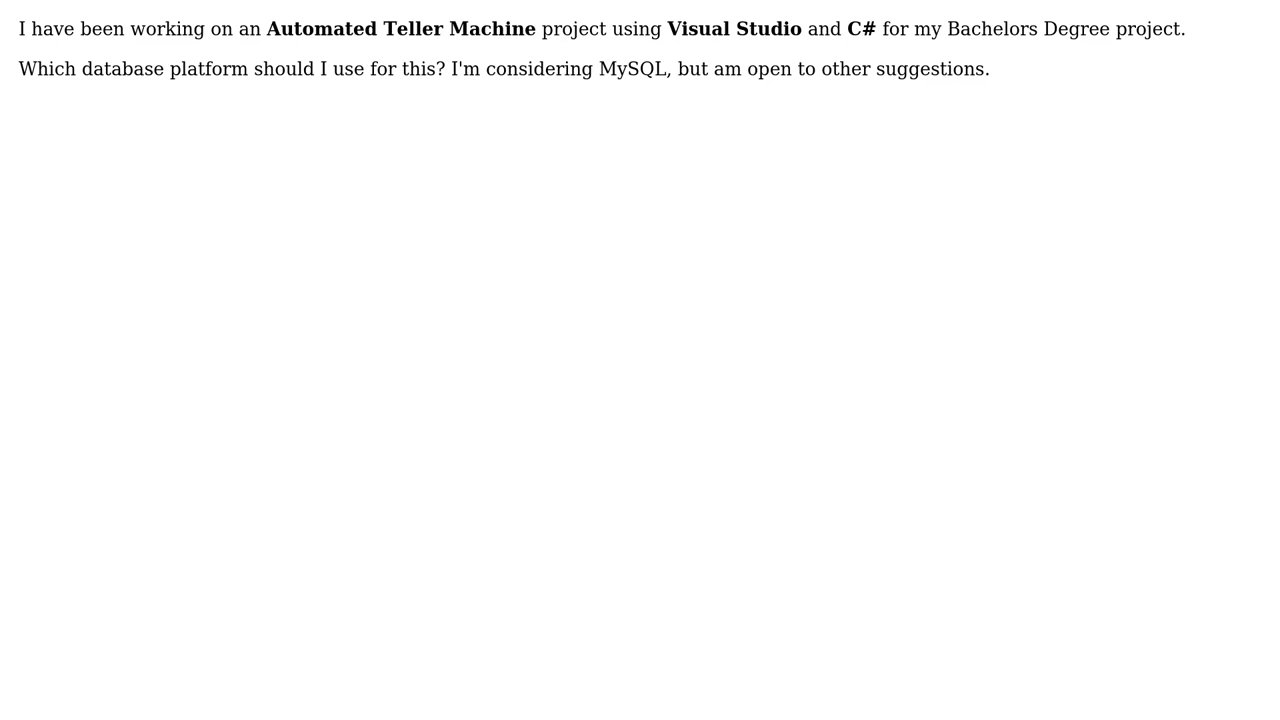 I have been working on an Automated Teller Machine project using Visual Studio and C# for my Bachelors Degree project.
Which database platform should I use for this? I'm considering MySQL, but am open to other suggestions.